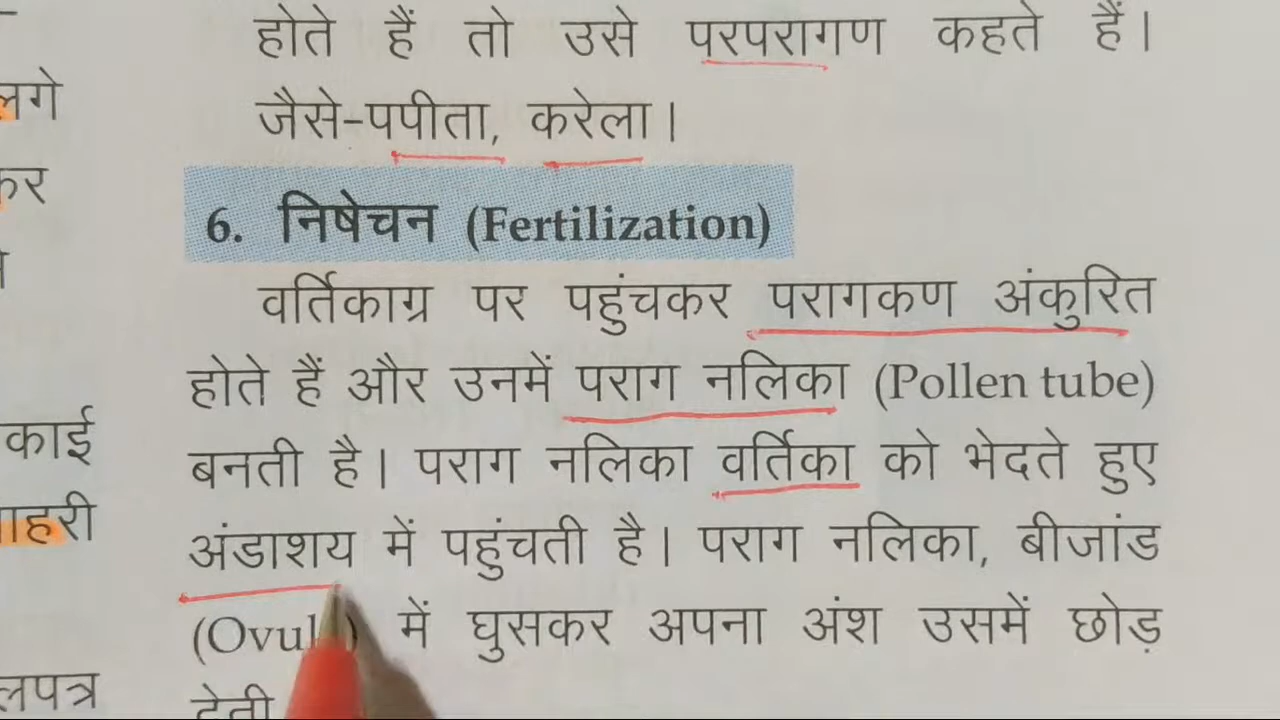 होते हैं तो उसे परपरागण कहते हैं।
जैसे-पपीता, करेला।
6. निषेचन (Fertilization)
वर्तिकाग्र पर पहुंचकर परागकण अंकुरित
होते हैं और उनमें पराग नलिका (Pollen tube)
बनती है। पराग नलिका वर्तिका को भेदते हुए
अंडाशय में पहुंचती है। पराग नलिका, बीजांड
में घुसकर अपना अंश उसमें छोड़
देती